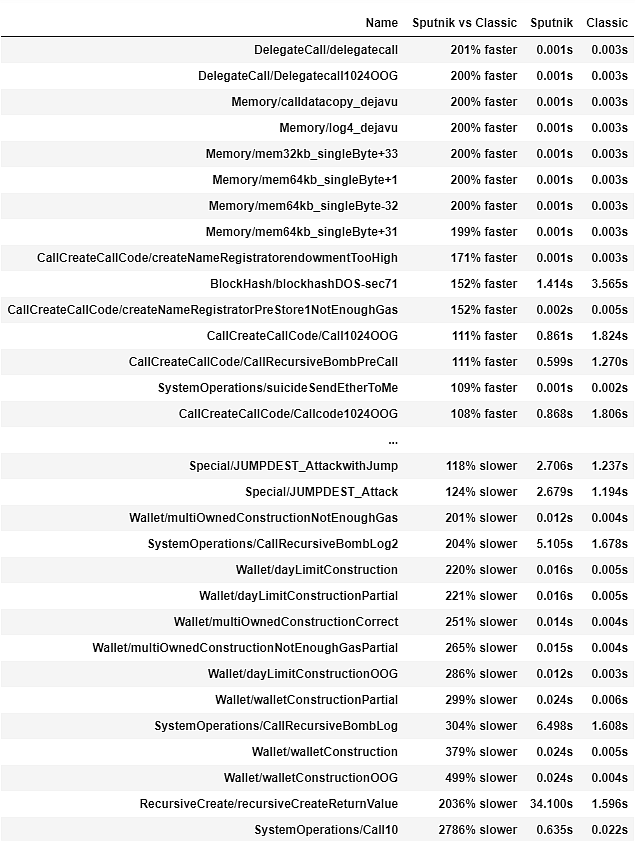 Name Sputnik vs Classic Sputnik Classic
DelegateCall/delegatecall 201% faster 0.001s 0.003s
DelegateCall/Delegatecall1024OOG 200% faster 0.001s 0.003s
Memory/calldatacopy_dejavu 200% faster 0.001s 0.003s
Memory/log4_dejavu 200% faster 0.001s 0.003s
Memory/mem32kb_singleByte+33 200% faster 0.001s 0.003s
Memory/mem64kb_singleByte+1 200% faster 0.001s 0.003s
Memory/mem64kb_singleByte-32 200% faster 0.001s 0.003s
Memory/mem64kb_singleByte+31 199% faster 0.001s 0.003s
CallCreateCallCode/createNameRegistratorendowmentTooHigh 171% faster 0.001s 0.003s
BlockHash/blockhashDOS-sec71 152% faster 1.414s 3.565s
CallCreateCallCode/createNameRegistratorPreStore1NotEnoughGas 152% faster 0.002s 0.005s
CallCreateCallCode/Call1024OOG 111% faster 0.861s 1.824s
CallCreateCallCode/CallRecursiveBombPreCall 111% faster 0.599s 1.270s
SystemOperations/suicideSendEtherToMe 109% faster 0.001s 0.002s
CallCreateCallCode/Callcode1024OOG 108% faster 0.868s 1.806s
...
Special/JUMPDEST_AttackwithJump 118% slower 2.706s 1.237s
Special/JUMPDEST_Attack 124% slower 2.679s 1.194s
Wallet/multiOwnedConstructionNotEnoughGas 201% slower 0.012s 0.004s
SystemOperations/CallRecursiveBombLog2 204% slower 5.105s 1.678s
Wallet/dayLimitConstruction 220% slower 0.016s 0.005s
Wallet/dayLimitConstructionPartial 221% slower 0.016s 0.005s
Wallet/multiOwnedConstructionCorrect 251% slower 0.014s 0.004s
Wallet/multiOwnedConstructionNotEnoughGasPartial 265% slower 0.015s 0.004s
Wallet/dayLimitConstructionOOG 286% slower 0.012s 0.003s
Wallet/walletConstructionPartial 299% slower 0.024s 0.006s
SystemOperations/CallRecursiveBombLog 304% slower 6.498s 1.608s
Wallet/walletConstruction 379% slower 0.024s 0.005s
Wallet/walletConstructionOOG 499% slower 0.024s 0.004s
RecursiveCreate/recursiveCreateReturnValue 2036% slower 34.100s 1.596s
SystemOperations/Call10 2786% slower 0.635s 0.022s